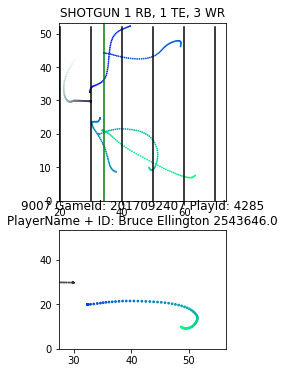 SHOTGUN 1 RB, 1 TE, 3 WR
50
40
30
20
10
0
20 40 60
9007 GameId: 2017092407 PlayId: 4285
PlayerName + ID: Bruce Ellington 2543646.0
40
20
0
30 40 50